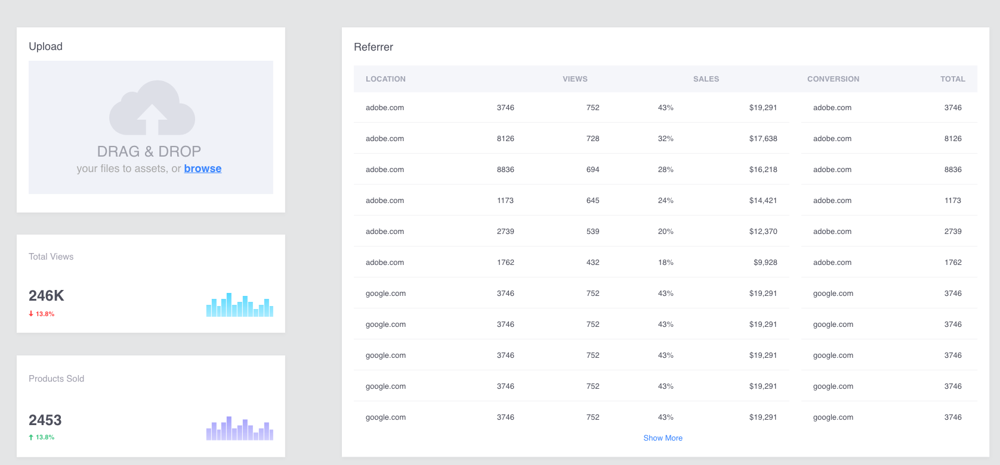 Upload
DRAG & DROP
your files to assets, or browse
Total Views
246K
13.8%
Products Sold
2453
13.8%
Referrer
LOCATION VIEWS SALES CONVERSION TOTAL
adobe.com 3746 752 43% $19,291 adobe.com 3746
adobe.com 8126 728 32% $17,638 adobe.com 8126
adobe.com 8836 694 28% $16,218 adobe.com 8836
adobe.com 1173 645 24% $14,421 adobe.com 1173
adobe.com 2739 539 20% $12,370 adobe.com 2739
adobe.com 1762 432 18% $9,928 adobe.com 1762
google.com 3746 752 43% $19,291 google.com 3746
google.com 3746 752 43% $19,291 google.com 3746
google.com 3746 752 43% $19,291 google.com 3746
google.com 3746 752 43% $19,291 google.com 3746
google.com 3746 752 43% $19,291 google.com 3746
Show More